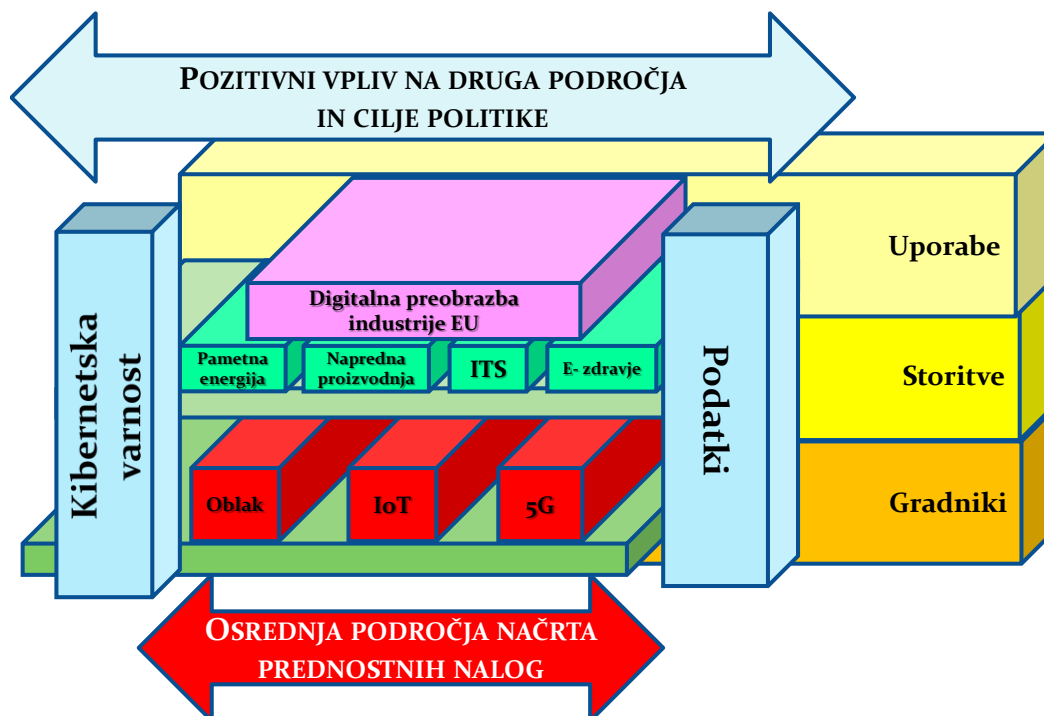 POZITIVNI VPLIV NA DRUGA PODROČJA
IN CILJE POLITIKE
Kibernetska
varnost
Digitalna preobrazba
industrije EU
Pametna
energija
Napredna
proizvodnja
ITS
E- zdravje
Oblak
IoT
5G
Podatki
Uporabe
Storitve
Gradniki
OSREDNJA PODROČJA NAČRTA
PREDNOSTNIH NALOG